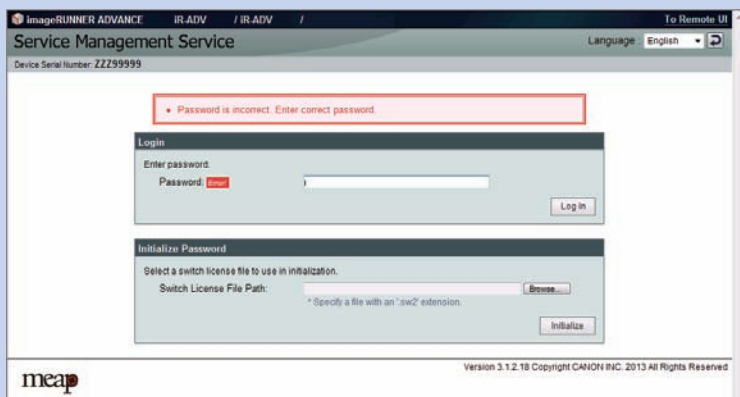 imageRUNNER ADVANCE iR-ADV / iR-ADV / To Remote UI
Service Management Service Language English
Device Serial Number: ZZZ99999
• Password is incorrect. Enter correct password.
Login
Enter password.
Password: Error!
Log In
Initialize Password
Select a switch license file to use in initialization.
Switch License File Path: Browse...
* Specify a file with an '.sw2' extension.
Initialize
Version 3.1.2.18 Copyright CANON INC. 2013 All Rights Reserved
meap